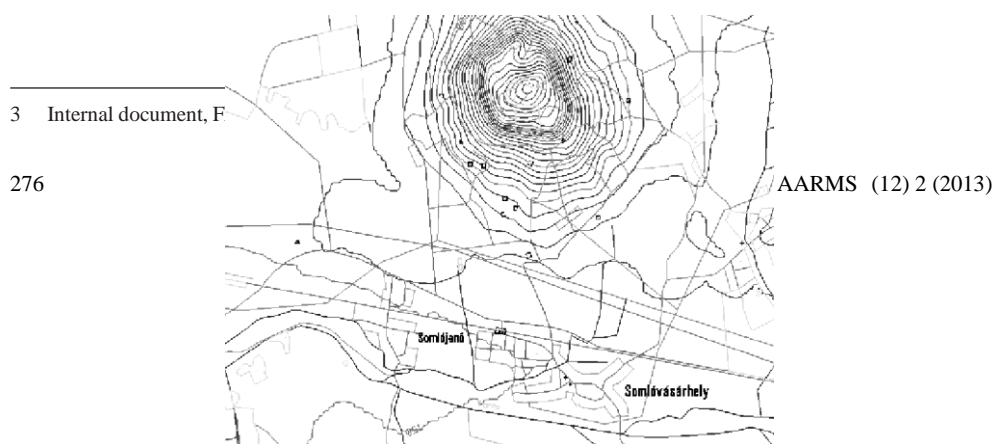 3 Internal document, F
276
AARMS (12) 2 (2013)
Somlójenő
Somlóvásárhely